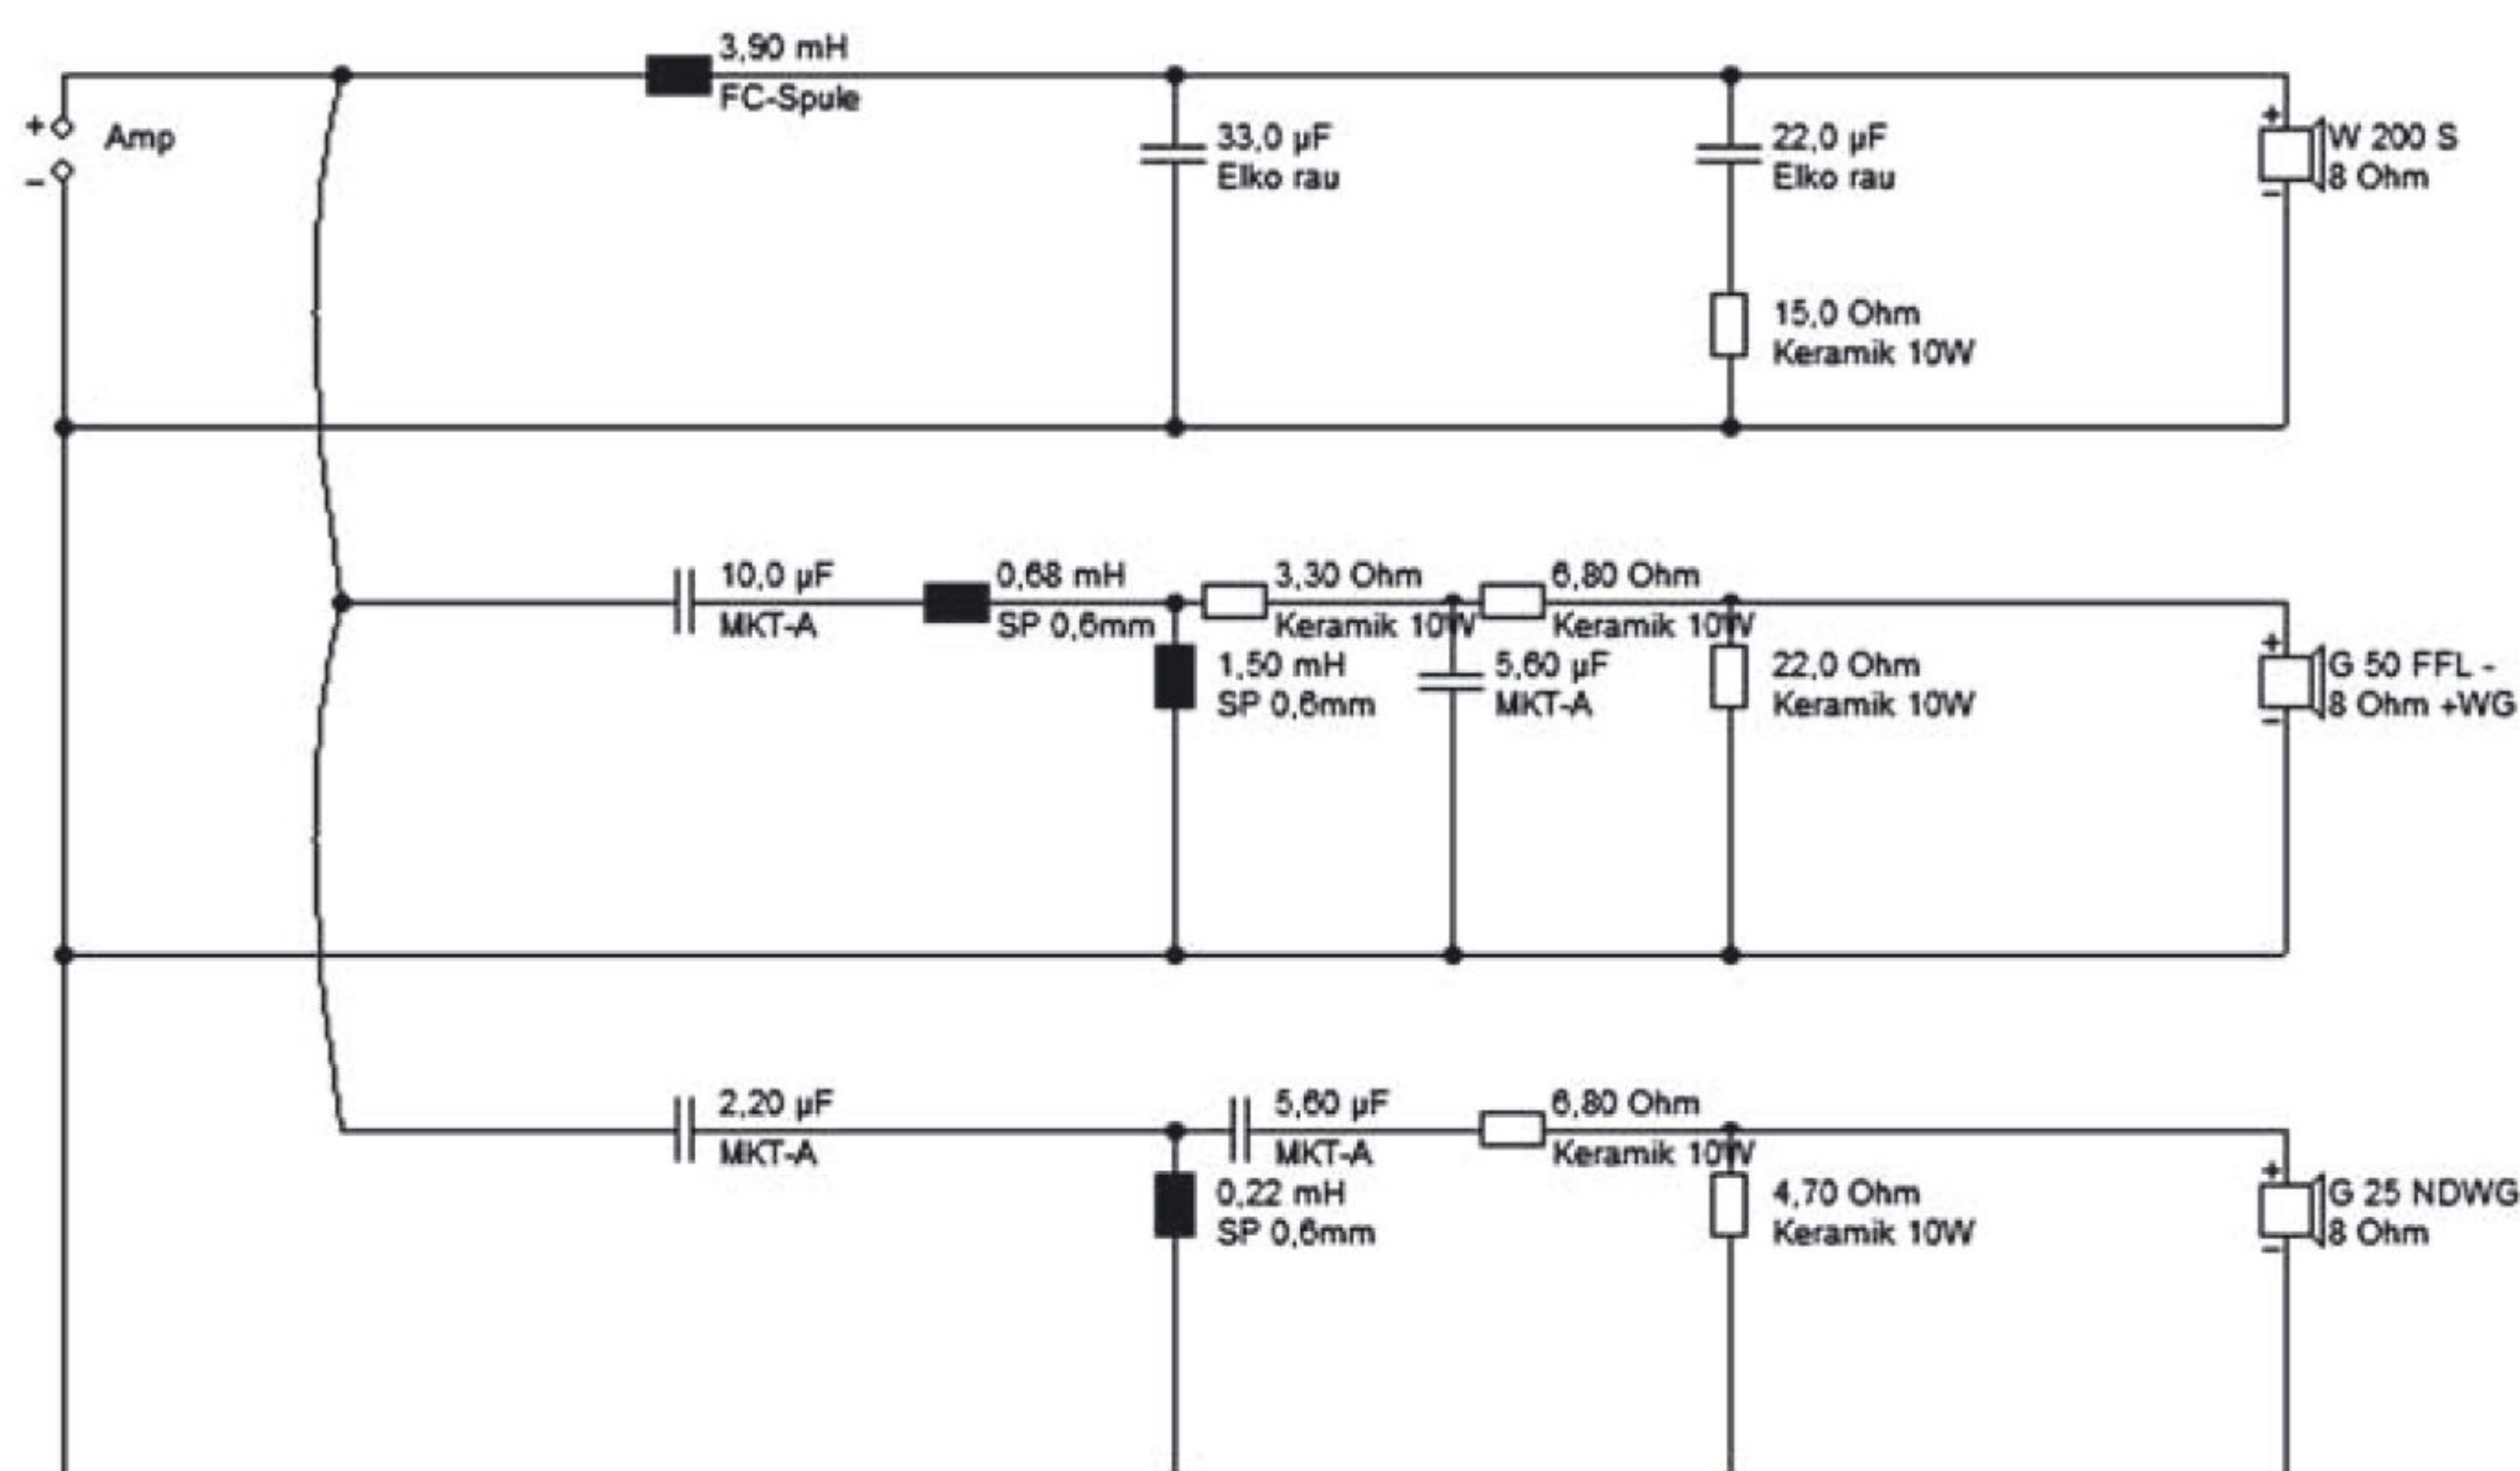 3,90 mH
FC-Spule
+
Amp
-
33,0 µF
Elko rau
22,0 µF
Elko rau
15,0 Ohm
Keramik 10W
+
W 200 S
8 Ohm
-
10,0 µF
MKT-A
0,68 mH
SP 0,6mm
3,30 Ohm
Keramik 10W
6,80 Ohm
Keramik 10W
1,50 mH
SP 0,6mm
5,60 µF
MKT-A
22,0 Ohm
Keramik 10W
+
G 50 FFL -
8 Ohm +WG
-
2,20 µF
MKT-A
5,60 µF
MKT-A
6,80 Ohm
Keramik 10W
0,22 mH
SP 0,6mm
4,70 Ohm
Keramik 10W
+
G 25 NDWG
8 Ohm
-